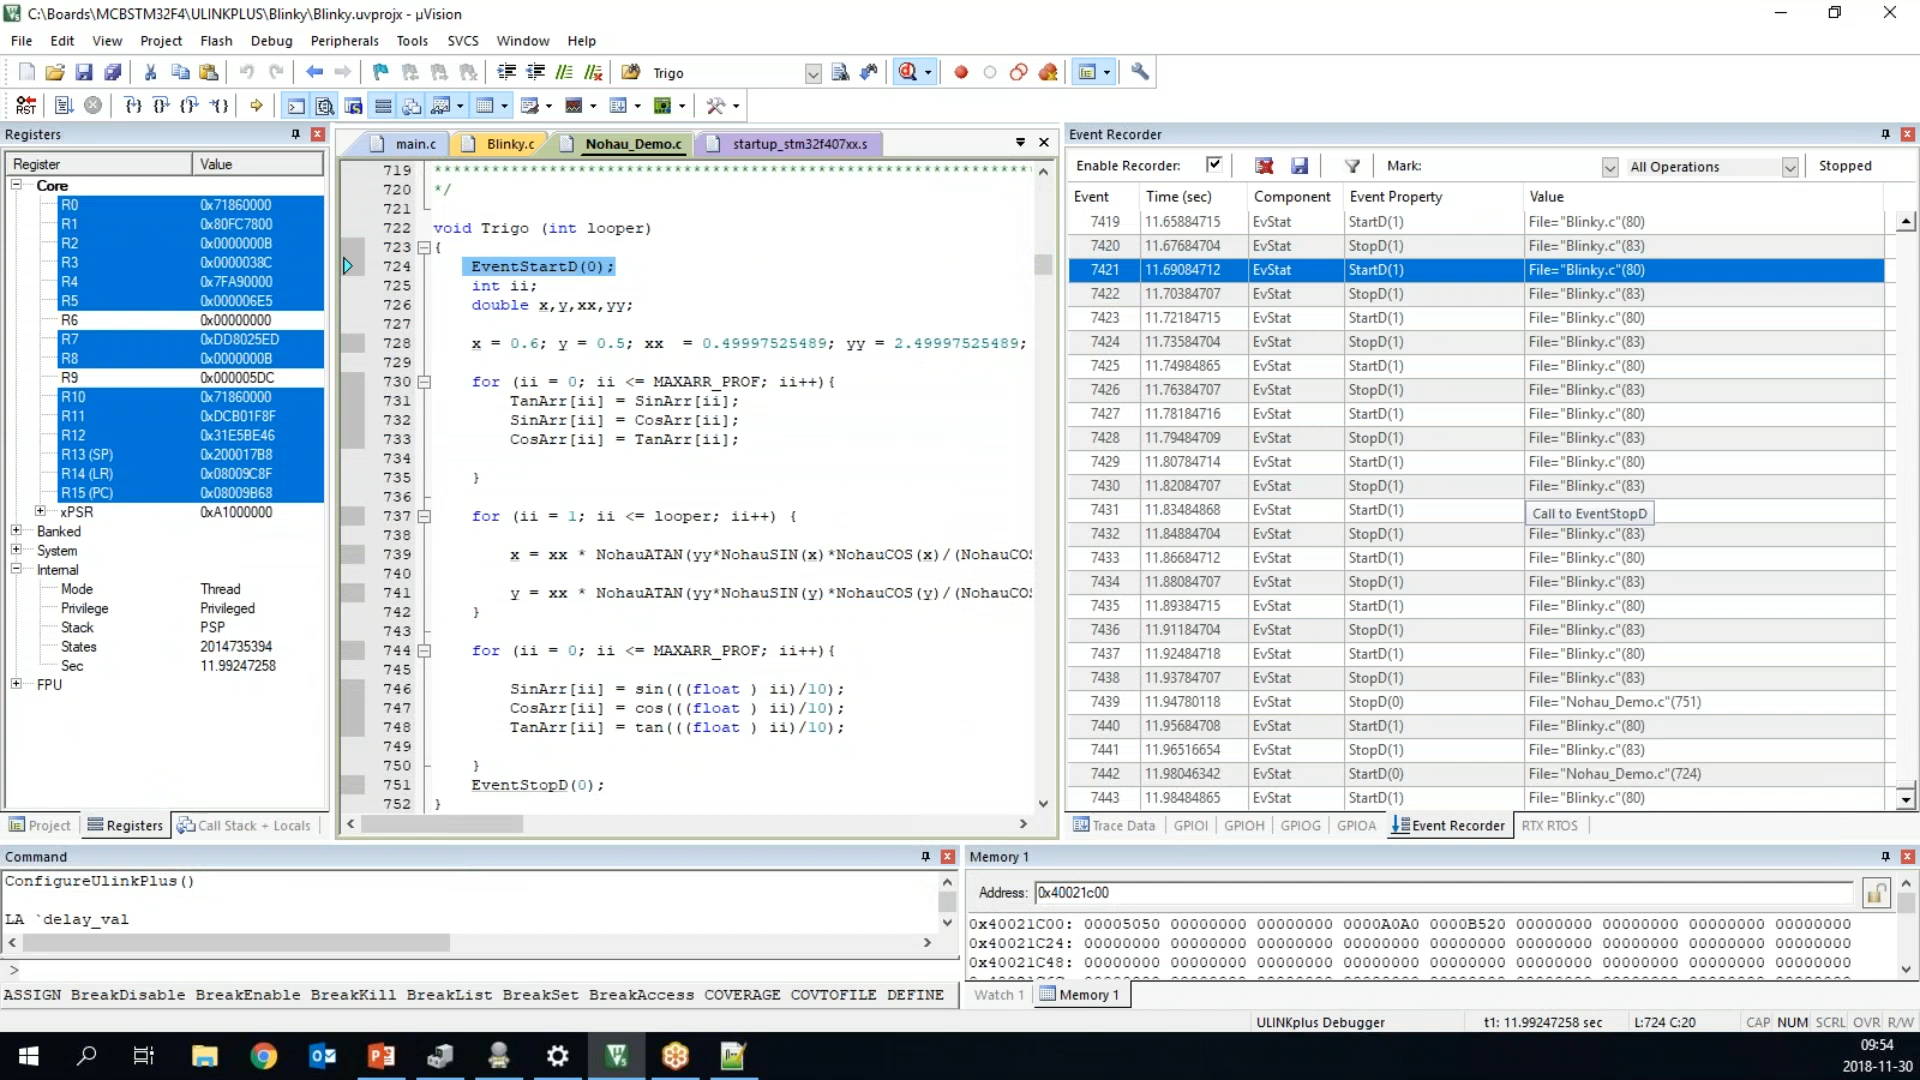 C:\Boards\MCBSTM32F4\ULINKPLUS\Blinky\Blinky.uvprojx - µVision
File Edit View Project Flash Debug Peripherals Tools SVCS Window Help
Trigo
RST
Registers
Register Value
Core
R0 0x71860000
R1 0x80FC7800
R2 0x0000000B
R3 0x0000038C
R4 0x7FA90000
R5 0x000006E5
R6 0x00000000
R7 0xDD8025ED
R8 0x0000000B
R9 0x000005DC
R10 0x71860000
R11 0xDCB01F8F
R12 0x31E5BE46
R13 (SP) 0x200017B8
R14 (LR) 0x08009C8F
R15 (PC) 0x08009B68
xPSR 0xA1000000
Banked
System
Internal
Mode Thread
Privilege Privileged
Stack PSP
States 2014735394
Sec 11.99247258
FPU
Project Registers Call Stack + Locals
main.c Blinky.c Nohau_Demo.c startup_stm32f407xx.s
719 ******************************************************************************
720 */
721
722 void Trigo (int looper)
723 {
724 EventStartD(0);
725 int ii;
726 double x,y,xx,yy;
727
728 x = 0.6; y = 0.5; xx  = 0.49997525489; yy = 2.49997525489;
729
730 for (ii = 0; ii <= MAXARR_PROF; ii++){
731 TanArr[ii] = SinArr[ii];
732 SinArr[ii] = CosArr[ii];
733 CosArr[ii] = TanArr[ii];
734
735 }
736
737 for (ii = 1; ii <= looper; ii++) {
738
739 x = xx * NohauATAN(yy*NohauSIN(x)*NohauCOS(x)/(NohauCOS
740
741 y = xx * NohauATAN(yy*NohauSIN(y)*NohauCOS(y)/(NohauCOS
742 }
743
744 for (ii = 0; ii <= MAXARR_PROF; ii++){
745
746 SinArr[ii] = sin(((float ) ii)/10);
747 CosArr[ii] = cos(((float ) ii)/10);
748 TanArr[ii] = tan(((float ) ii)/10);
749
750 }
751 EventStopD(0);
752 }
Event Recorder
Enable Recorder: Mark: All Operations Stopped
Event Time (sec) Component Event Property Value
7419 11.65884715 EvStat StartD(1) File="Blinky.c"(80)
7420 11.67684704 EvStat StopD(1) File="Blinky.c"(83)
7421 11.69084712 EvStat StartD(1) File="Blinky.c"(80)
7422 11.70384707 EvStat StopD(1) File="Blinky.c"(83)
7423 11.72184715 EvStat StartD(1) File="Blinky.c"(80)
7424 11.73584704 EvStat StopD(1) File="Blinky.c"(83)
7425 11.74984865 EvStat StartD(1) File="Blinky.c"(80)
7426 11.76384707 EvStat StopD(1) File="Blinky.c"(83)
7427 11.78184716 EvStat StartD(1) File="Blinky.c"(80)
7428 11.79484709 EvStat StopD(1) File="Blinky.c"(83)
7429 11.80784714 EvStat StartD(1) File="Blinky.c"(80)
7430 11.82084707 EvStat StopD(1) File="Blinky.c"(83)
7431 11.83484868 EvStat StartD(1) Call to EventStopD
7432 11.84884704 EvStat StopD(1) File="Blinky.c"(83)
7433 11.86684712 EvStat StartD(1) File="Blinky.c"(80)
7434 11.88084707 EvStat StopD(1) File="Blinky.c"(83)
7435 11.89384715 EvStat StartD(1) File="Blinky.c"(80)
7436 11.91184704 EvStat StopD(1) File="Blinky.c"(83)
7437 11.92484718 EvStat StartD(1) File="Blinky.c"(80)
7438 11.93784707 EvStat StopD(1) File="Blinky.c"(83)
7439 11.94780118 EvStat StopD(0) File="Nohau_Demo.c"(751)
7440 11.95684708 EvStat StartD(1) File="Blinky.c"(80)
7441 11.96516654 EvStat StopD(1) File="Blinky.c"(83)
7442 11.98046342 EvStat StartD(0) File="Nohau_Demo.c"(724)
7443 11.98484865 EvStat StartD(1) File="Blinky.c"(80)
Trace Data GPIOI GPIOH GPIOG GPIOA Event Recorder RTX RTOS
Command
ConfigureUlinkPlus()
LA `delay_val
>
ASSIGN BreakDisable BreakEnable BreakKill BreakList BreakSet BreakAccess COVERAGE COVTOFILE DEFINE
Memory 1
Address: 0x40021c00
0x40021C00: 00005050 00000000 00000000 0000A0A0 0000B520 00000000 00000000 00000000 00000000
0x40021C24: 00000000 00000000 00000000 00000000 00000000 00000000 00000000 00000000 00000000
0x40021C48: 00000000 00000000 00000000 00000000 00000000 00000000 00000000 00000000 00000000
Watch 1 Memory 1
ULINKplus Debugger t1: 11.99247258 sec L:724 C:20 CAP NUM SCRL OVR R/W
09:54
2018-11-30